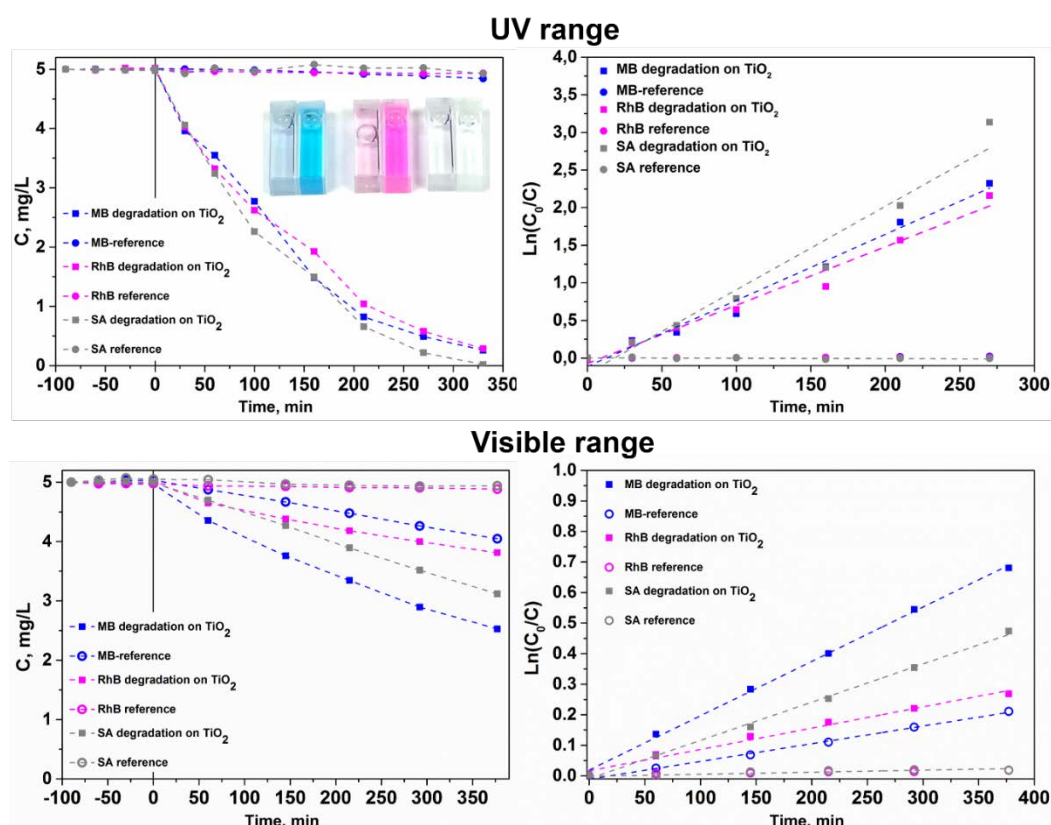 UV range
C, mg/L
5
4
3
2
1
0
MB degradation on TiO₂
MB-reference
RhB degradation on TiO₂
RhB reference
SA degradation on TiO₂
SA reference
-100 -50 0 50 100 150 200 250 300 350
Time, min
Ln(C₀/C)
4,0
3,5
3,0
2,5
2,0
1,5
1,0
0,5
0,0
MB degradation on TiO₂
MB-reference
RhB degradation on TiO₂
RhB reference
SA degradation on TiO₂
SA reference
0 50 100 150 200 250 300
Time, min
Visible range
C, mg/L
5
4
3
2
1
0
MB degradation on TiO₂
MB-reference
RhB degradation on TiO₂
RhB reference
SA degradation on TiO₂
SA reference
-100 -50 0 50 100 150 200 250 300 350
Time, min
Ln(C₀/C)
1.0
0.9
0.8
0.7
0.6
0.5
0.4
0.3
0.2
0.1
0.0
MB degradation on TiO₂
MB-reference
RhB degradation on TiO₂
RhB reference
SA degradation on TiO₂
SA reference
0 50 100 150 200 250 300 350 400
Time, min